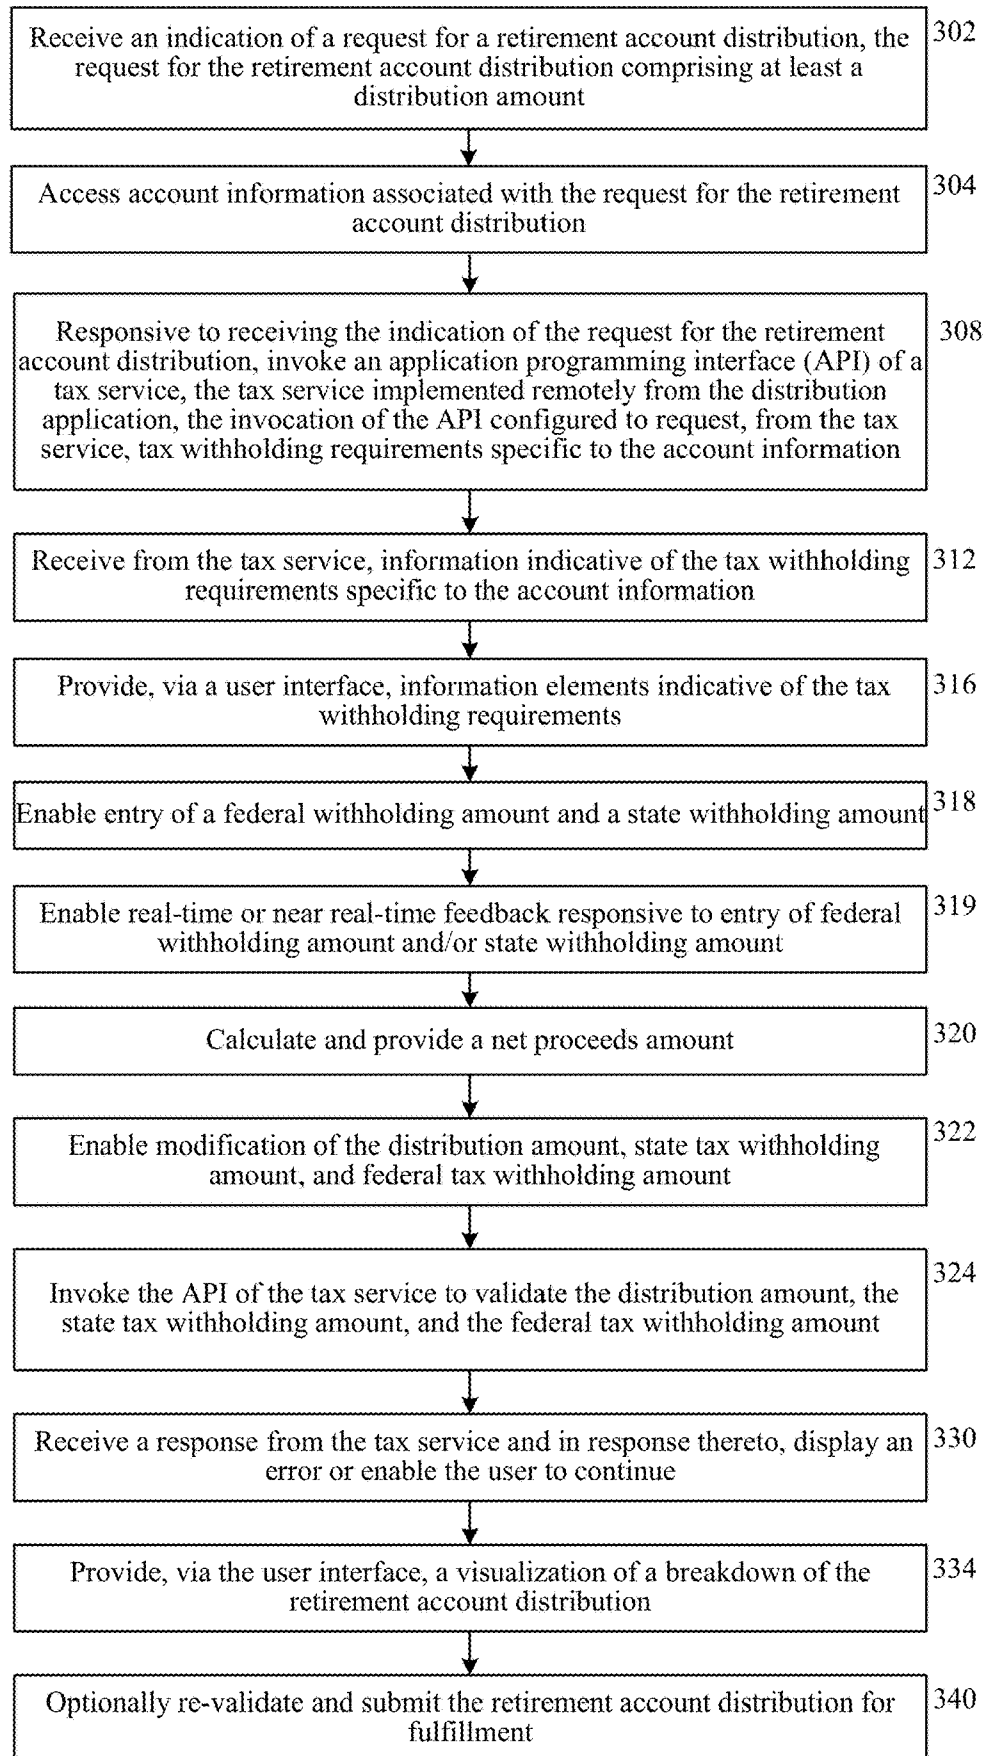 Receive an indication of a request for a retirement account distribution, the
request for the retirement account distribution comprising at least a
distribution amount
302
Access account information associated with the request for the retirement
account distribution
304
Responsive to receiving the indication of the request for the retirement
account distribution, invoke an application programming interface (API) of a
tax service, the tax service implemented remotely from the distribution
application, the invocation of the API configured to request, from the tax
service, tax withholding requirements specific to the account information
308
Receive from the tax service, information indicative of the tax withholding
requirements specific to the account information
312
Provide, via a user interface, information elements indicative of the tax
withholding requirements
316
Enable entry of a federal withholding amount and a state withholding amount
318
Enable real-time or near real-time feedback responsive to entry of federal
withholding amount and/or state withholding amount
319
Calculate and provide a net proceeds amount
320
Enable modification of the distribution amount, state tax withholding
amount, and federal tax withholding amount
322
Invoke the API of the tax service to validate the distribution amount, the
state tax withholding amount, and the federal tax withholding amount
324
Receive a response from the tax service and in response thereto, display an
error or enable the user to continue
330
Provide, via the user interface, a visualization of a breakdown of the
retirement account distribution
334
Optionally re-validate and submit the retirement account distribution for
fulfillment
340